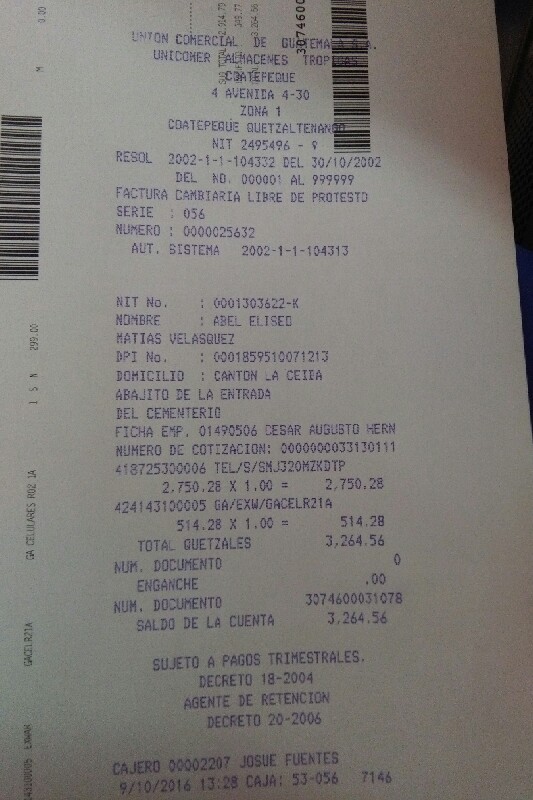 UNION COMERCIAL DE GUATEMALA S.A.
UNICOMER ALMACENES
COATEPEQUE
4 AVENIDA 4-30
ZONA 1
COATEPEQUE QUETZALTENANGO
NIT 2495496 - 9
RESOL 2002-1-1-104332 DEL 30/10/2002
DEL NO. 000001 AL 999999
FACTURA CAMBIARIA LIBRE DE PROTESTO
SERIE : 056
NUMERO : 0000025632
AUT. SISTEMA 2002-1-1-104313
NIT No. : 0001303622-K
NOMBRE : ABEL ELISEO
MATIAS VELASQUEZ
DPI No. : 0001859510071213
DOMICILIO : CANTON LA CEIBA
ABAJITO DE LA ENTRADA
DEL CEMENTERIO
FICHA EMP. 01490506 CESAR AUGUSTO HERN
NUMERO DE COTIZACION: 0000000033130111
418725300006 TEL/S/SMJ320MZKDTP
2,750.28 X 1.00 = 2,750.28
424143100005 GA/EXW/GACELR21A
514.28 X 1.00 = 514.28
TOTAL QUETZALES 3,264.56
NUM. DOCUMENTO 0
ENGANCHE .00
NUM. DOCUMENTO 3074600031078
SALDO DE LA CUENTA 3,264.56
SUJETO A PAGOS TRIMESTRALES.
DECRETO 18-2004
AGENTE DE RETENCION
DECRETO 20-2006
CAJERO 00002207 JOSUE FUENTES
9/10/2016 13:28 CAJA: 53-056 7146
GACELR21A GA CELULARES R02 1A 1 S N 299.00
M 0.00
3,264.56
3074600